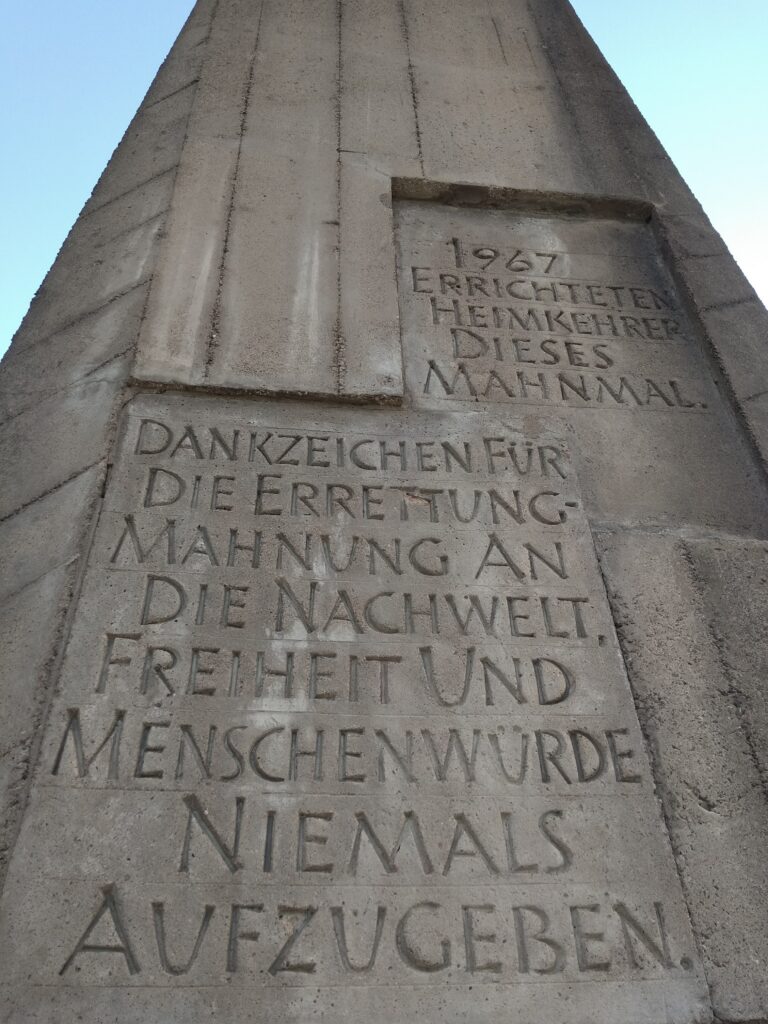 1967
ERRICHTETEN
HEIMKEHRER
DIESES
MAHNMAL.
DANKZEICHEN FÜR
DIE ERRETTUNG-
MAHNUNG AN
DIE NACHWELT,
FREIHEIT UND
MENSCHENWÜRDE
NIEMALS
AUFZUGEBEN.